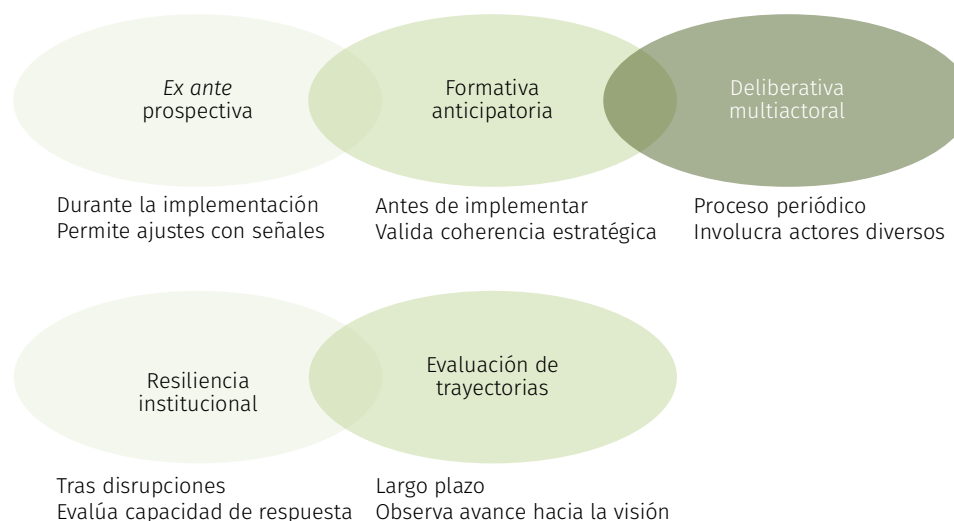 Ex ante
prospectiva
Formativa
anticipatoria
Deliberativa
multiactoral
Durante la implementación
Permite ajustes con señales
Antes de implementar
Valida coherencia estratégica
Proceso periódico
Involucra actores diversos
Resiliencia
institucional
Evaluación de
trayectorias
Tras disrupciones
Evalúa capacidad de respuesta
Largo plazo
Observa avance hacia la visión